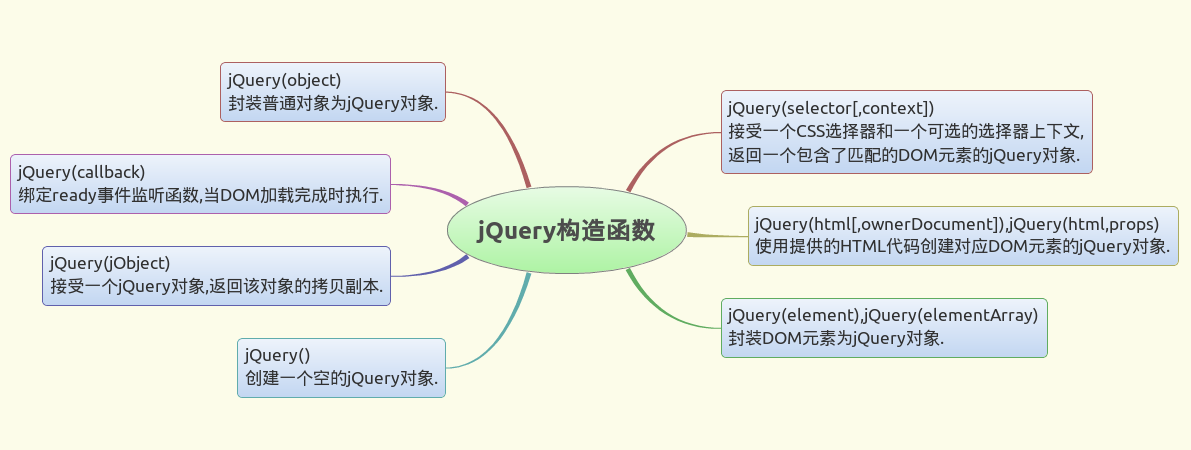 jQuery构造函数
jQuery(selector[,context])
接受一个CSS选择器和一个可选的选择器上下文,
返回一个包含了匹配的DOM元素的jQuery对象.
jQuery(html[,ownerDocument]),jQuery(html,props)
使用提供的HTML代码创建对应DOM元素的jQuery对象.
jQuery(element),jQuery(elementArray)
封装DOM元素为jQuery对象.
jQuery(object)
封装普通对象为jQuery对象.
jQuery(callback)
绑定ready事件监听函数,当DOM加载完成时执行.
jQuery(jObject)
接受一个jQuery对象,返回该对象的拷贝副本.
jQuery()
创建一个空的jQuery对象.